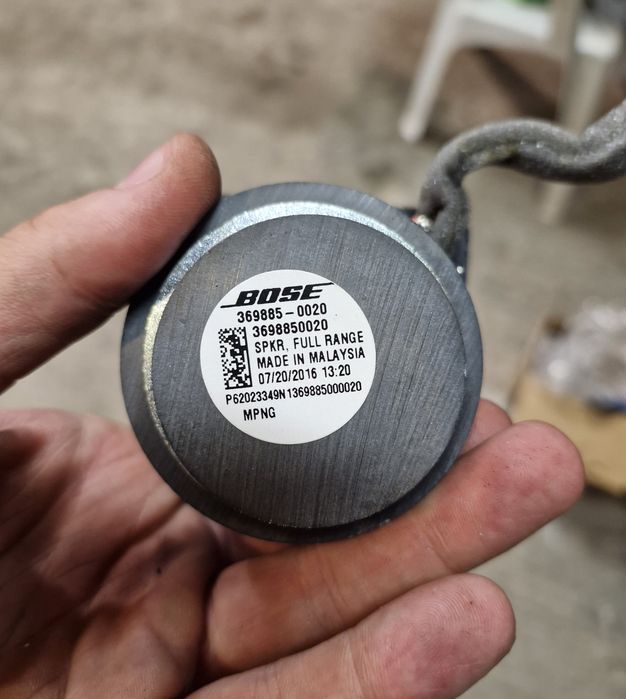 BOSE
369885-0020
3698850020
SPKR, FULL RANGE
MADE IN MALAYSIA
07/20/2016 13:20
P62023349N1369885000020
MPNG